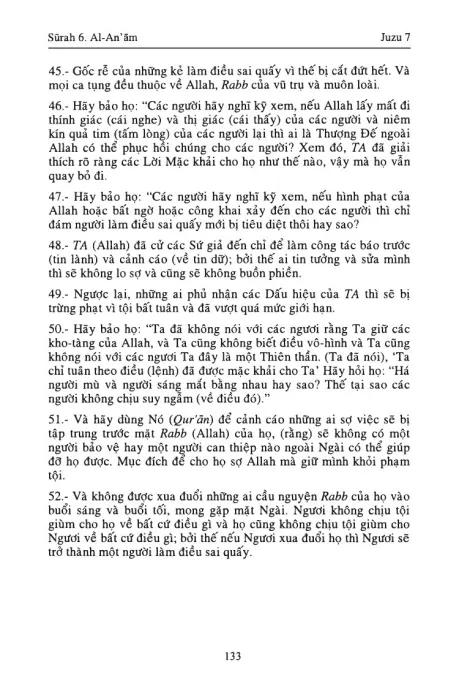 Sūrah 6. Al-An’ām Juzu 7
45.- Gốc rễ của những kẻ làm điều sai quấy vì thế bị cắt đứt hết. Và
mọi ca tụng đều thuộc về Allah, Rabb của vũ trụ và muôn loài.
46.- Hãy bảo họ: “Các người hãy nghĩ kỹ xem, nếu Allah lấy mất đi
thính giác (cái nghe) và thị giác (cái thấy) của các người và niêm
kín quả tim (tấm lòng) của các người lại thì ai là Thượng Đế ngoài
Allah có thể phục hồi chúng cho các người? Xem đó, TA đã giải
thích rõ ràng các Lời Mặc khải cho họ như thế nào, vậy mà họ vẫn
quay bỏ đi.
47.- Hãy bảo họ: “Các người hãy nghĩ kỹ xem, nếu hình phạt của
Allah hoặc bất ngờ hoặc công khai xảy đến cho các người thì chỉ
đám người làm điều sai quấy mới bị tiêu diệt thôi hay sao?
48.- TA (Allah) đã cử các Sứ giả đến chỉ để làm công tác báo trước
(tin lành) và cảnh cáo (về tin dữ); bởi thế ai tin tưởng và sửa mình
thì sẽ không lo sợ và cũng sẽ không buồn phiền.
49.- Ngược lại, những ai phủ nhận các Dấu hiệu của TA thì sẽ bị
trừng phạt vì tội bất tuân và đã vượt quá mức giới hạn.
50.- Hãy bảo họ: “Ta đã không nói với các ngươi rằng Ta giữ các
kho-tàng của Allah, và Ta cũng không biết điều vô-hình và Ta cũng
không nói với các ngươi Ta đây là một Thiên thần. (Ta đã nói), ‘Ta
chỉ tuân theo điều (lệnh) đã được mặc khải cho Ta’ Hãy hỏi họ: “Há
người mù và người sáng mắt bằng nhau hay sao? Thế tại sao các
người không chịu suy ngẫm (về điều đó).”
51.- Và hãy dùng Nó (Qur’ān) để cảnh cáo những ai sợ việc sẽ bị
tập trung trước mặt Rabb (Allah) của họ, (rằng) sẽ không có một
người bảo vệ hay một người can thiệp nào ngoài Ngài có thể giúp
đỡ họ được. Mục đích để cho họ sợ Allah mà giữ mình khỏi phạm
tội.
52.- Và không được xua đuổi những ai cầu nguyện Rabb của họ vào
buổi sáng và buổi tối, mong gặp mặt Ngài. Ngươi không chịu tội
giùm cho họ về bất cứ điều gì và họ cũng không chịu tội giùm cho
Ngươi về bất cứ điều gì; bởi thế nếu Ngươi xua đuổi họ thì Ngươi sẽ
trở thành một người làm điều sai quấy.
133